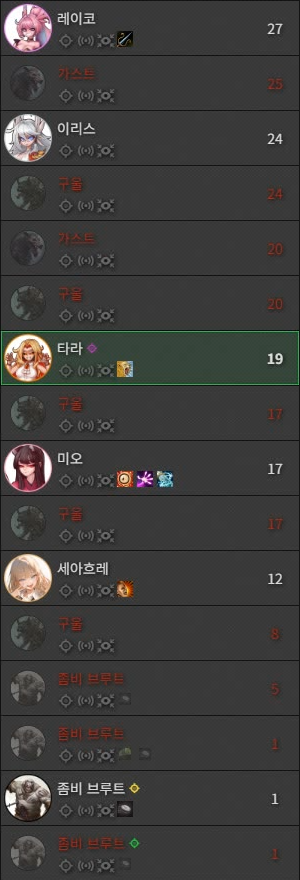 레이코 27
가스트 25
이리스 24
구울 24
가스트 20
구울 20
타라 19
구울 17
미오 17
구울 17
세아흐레 12
구울 8
좀비 브루트 5
좀비 브루트 1
좀비 브루트 1
좀비 브루트 1